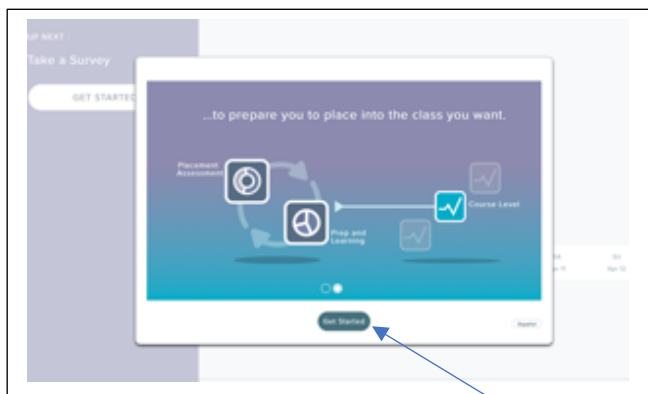 UP NEXT :
Take a Survey
GET STARTED
...to prepare you to place into the class you want.
Placement
Assessment
Prep and
Learning
Course Level
Get Started